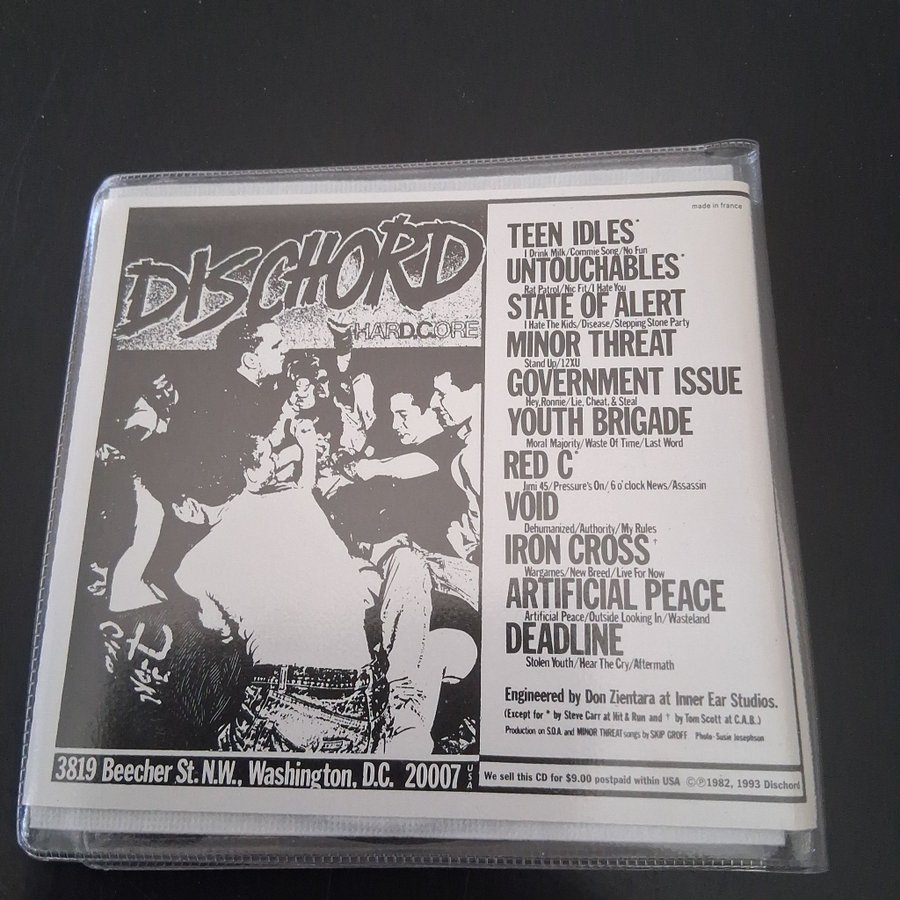 DISCHORD
HARD.C.ORE
3819 Beecher St. N.W., Washington, D.C. 20007 USA
made in france
TEEN IDLES*
I Drink Milk/Commie Song/No Fun
UNTOUCHABLES*
Rat Patrol/Nic Fit/I Hate You
STATE OF ALERT
I Hate The Kids/Disease/Stepping Stone Party
MINOR THREAT
Stand Up/12XU
GOVERNMENT ISSUE
Hey, Ronnie/Lie, Cheat, & Steal
YOUTH BRIGADE
Moral Majority/Waste Of Time/Last Word
RED C*
Jimi 45/Pressure's On/6 o'clock News/Assassin
VOID
Dehumanized/Authority/My Rules
IRON CROSS†
Wargames/New Breed/Live For Now
ARTIFICIAL PEACE
Artificial Peace/Outside Looking In/Wasteland
DEADLINE
Stolen Youth/Hear The Cry/Aftermath
Engineered by Don Zientara at Inner Ear Studios.
(Except for * by Steve Carr at Hit & Run and † by Tom Scott at C.A.B.)
Production on S.O.A. and MINOR THREAT songs by SKIP GROFF Photo-Susie Josephson
We sell this CD for $9.00 postpaid within USA ©℗1982, 1993 Dischord